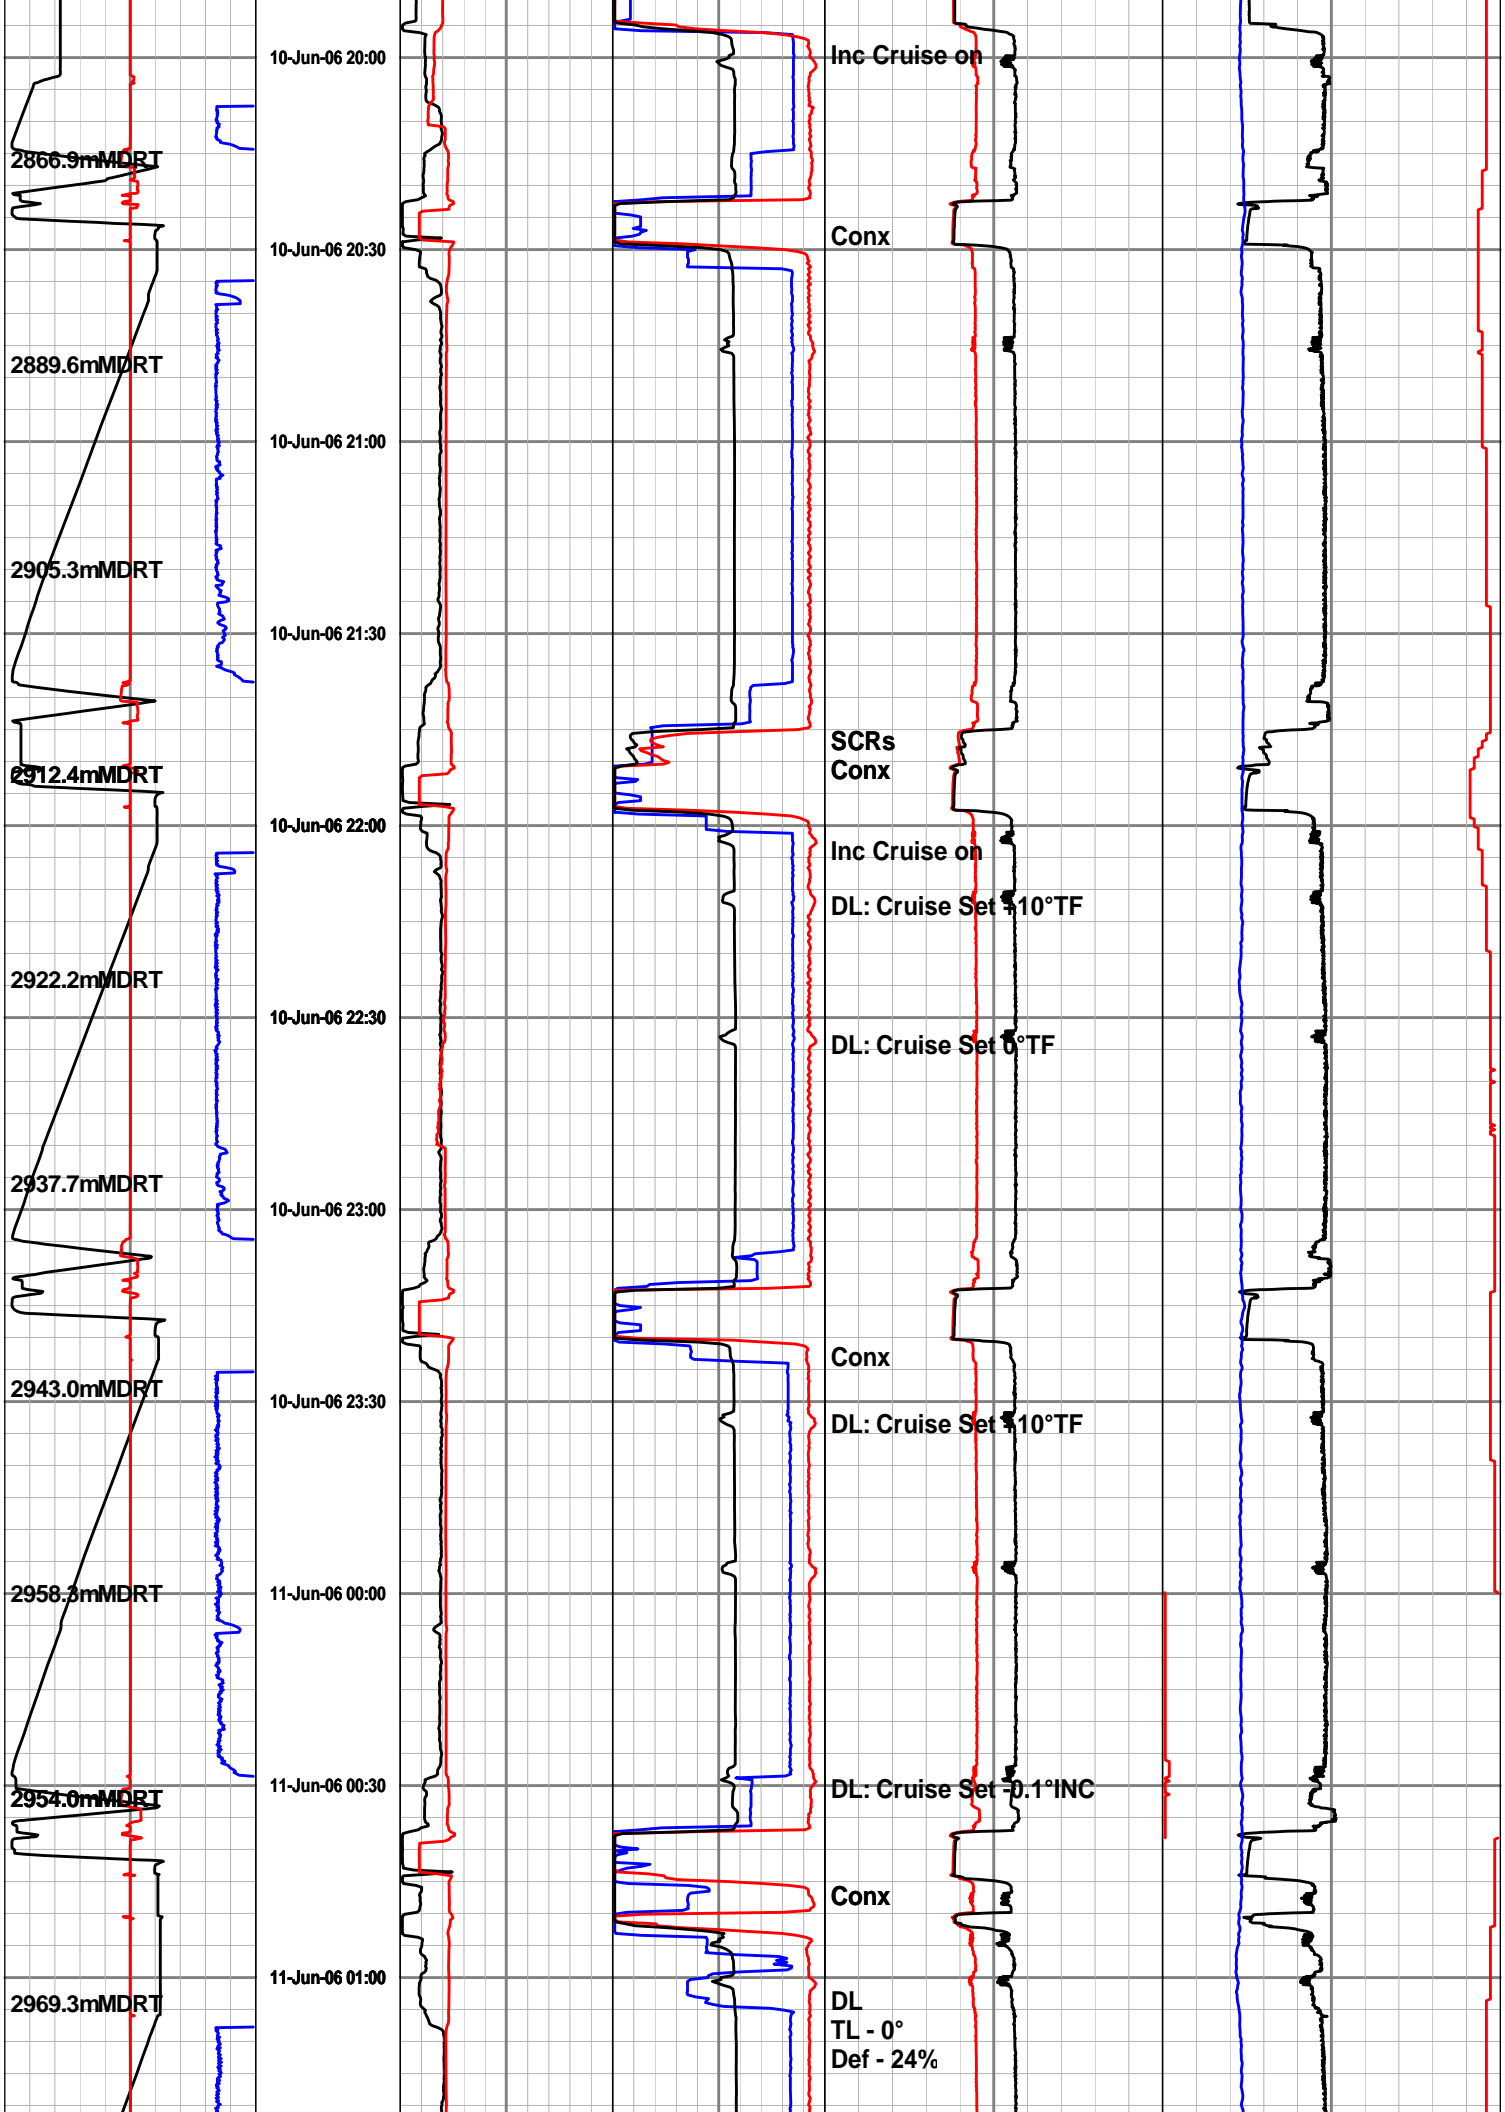 10-Jun-06 20:00
Inc Cruise on
2866.9mMDRT
Conx
10-Jun-06 20:30
2889.6mMDRT
10-Jun-06 21:00
2905.3mMDRT
10-Jun-06 21:30
SCRs
Conx
2912.4mMDRT
10-Jun-06 22:00
Inc Cruise on
DL: Cruise Set +10°TF
2922.2mMDRT
10-Jun-06 22:30
DL: Cruise Set 0°TF
2937.7mMDRT
10-Jun-06 23:00
Conx
2943.0mMDRT
10-Jun-06 23:30
DL: Cruise Set +10°TF
2958.3mMDRT
11-Jun-06 00:00
11-Jun-06 00:30
DL: Cruise Set -0.1°INC
2954.0mMDRT
Conx
11-Jun-06 01:00
2969.3mMDRT
DL
TL - 0°
Def - 24%